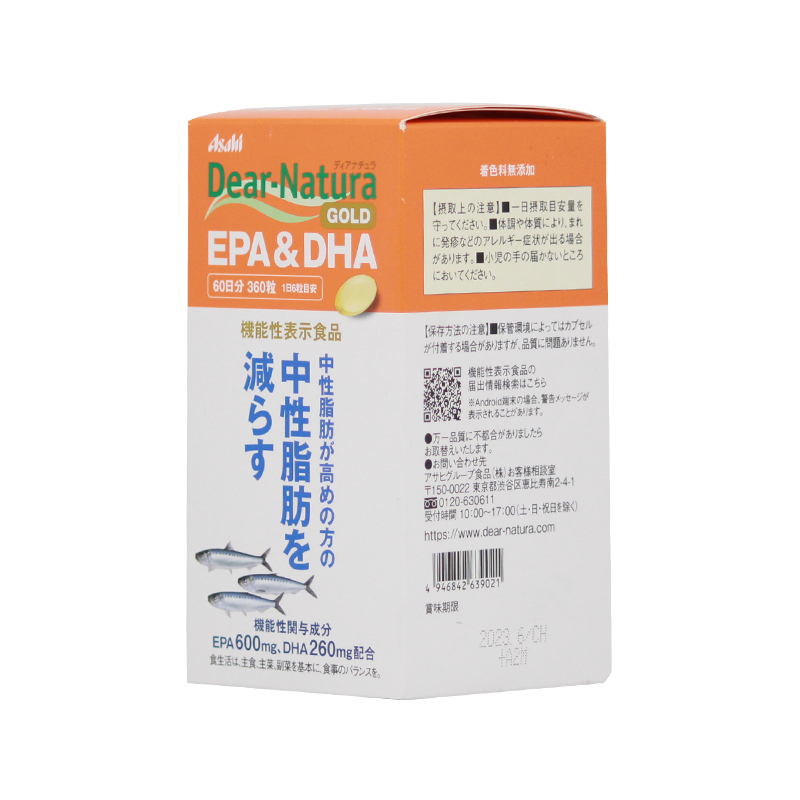 Asahi
ディアナチュラ
Dear-Natura
GOLD
EPA & DHA
60日分 360粒 1日6粒目安
機能性表示食品
中性脂肪が高めの方の
中性脂肪を
減らす
機能性関与成分
EPA600mg、DHA260mg配合
食生活は、主食、主菜、副菜を基本に、食事のバランスを。
着色料無添加
【摂取上の注意】■一日摂取目安量を
守ってください。■体調や体質により、まれ
に発疹などのアレルギー症状が出る場合
があります。■小児の手の届かないところ
においてください。
【保存方法の注意】■保管環境によってはカプセル
が付着する場合がありますが、品質に問題ありません。
機能性表示食品の
届出情報検索はこちら
※Android端末の場合、警告メッセージが
表示されることがあります。
●万一品質に不都合がありましたら
お取替えいたします。
●お問い合わせ先
アサヒグループ食品(株)お客様相談室
〒150-0022 東京都渋谷区恵比寿南2-4-1
0120-630611
受付時間 10:00〜17:00(土・日・祝日を除く)
https://www.dear-natura.com
4 946842 639021
賞味期限
2023.6/CH
+A2M